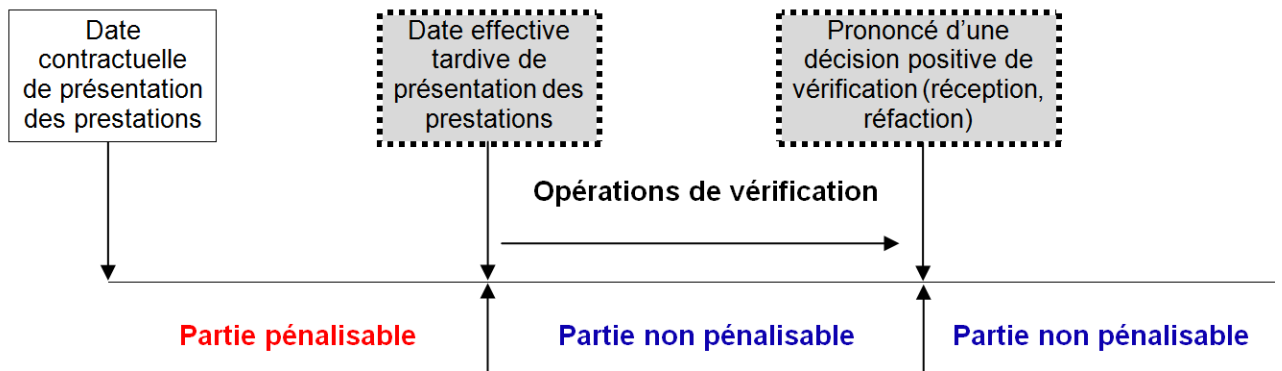 Date
contractuelle
de présentation
des prestations
Date effective
tardive de
présentation des
prestations
Prononcé d’une
décision positive de
vérification (réception,
réfaction)
Opérations de vérification
Partie pénalisable
Partie non pénalisable
Partie non pénalisable